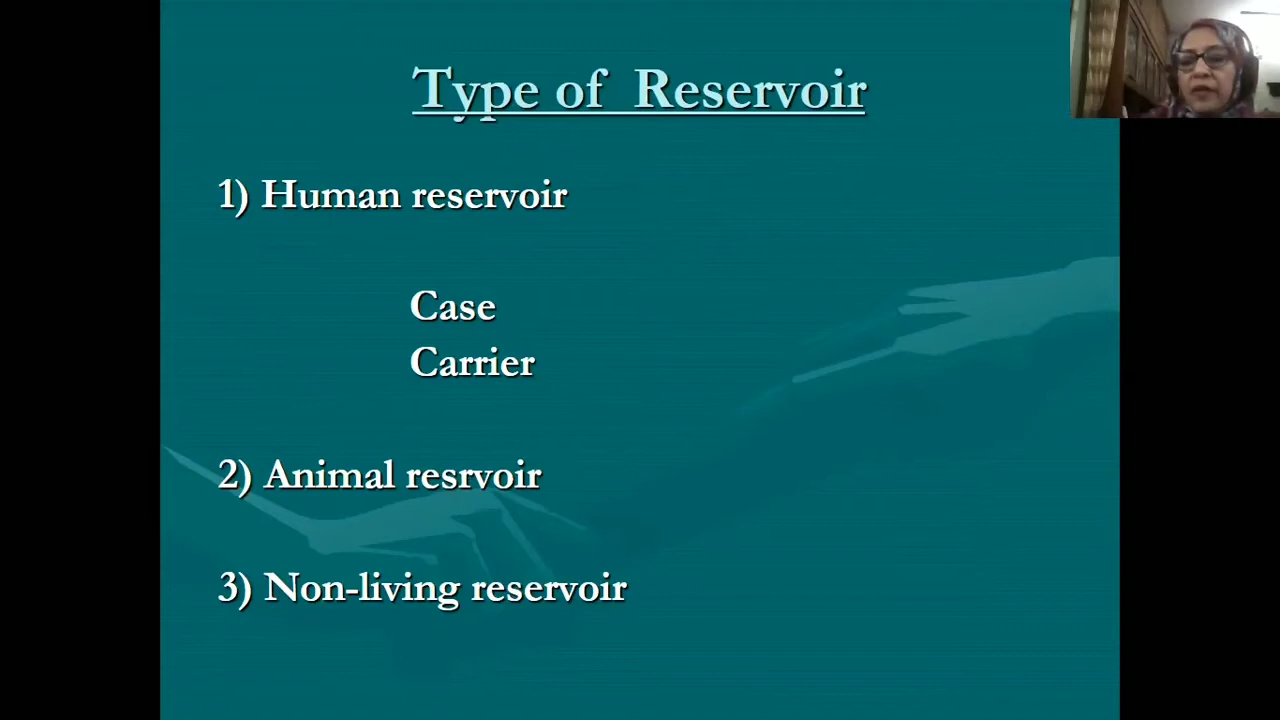 Type of Reservoir
1) Human reservoir
Case
Carrier
2) Animal resrvoir
3) Non-living reservoir